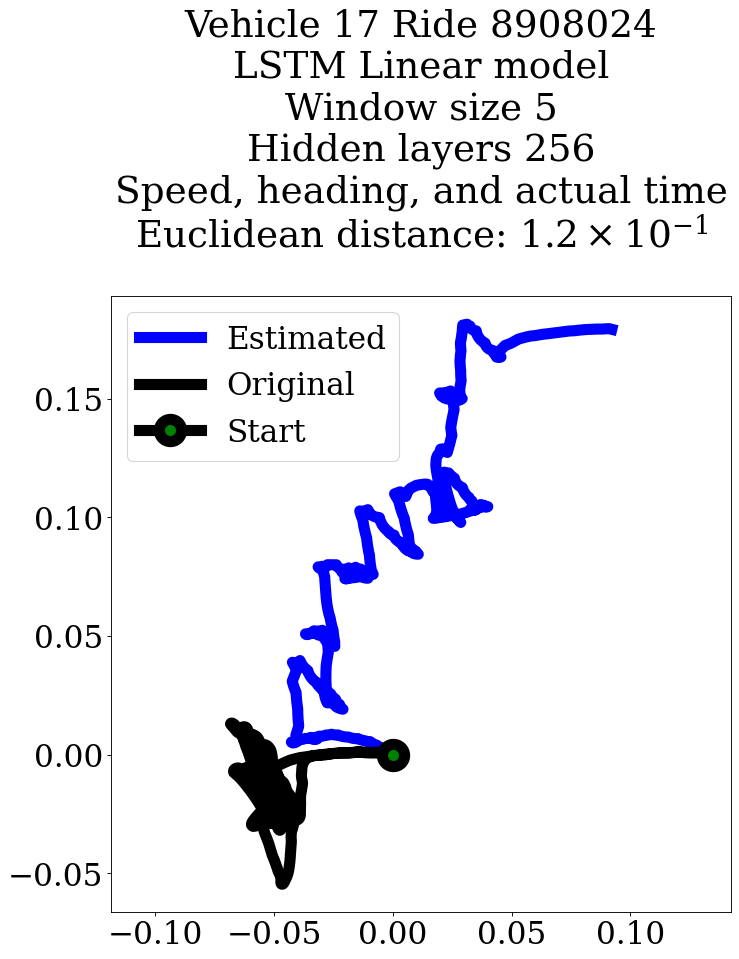 Vehicle 17 Ride 8908024
LSTM Linear model
Window size 5
Hidden layers 256
Speed, heading, and actual time
Euclidean distance: 1.2 × 10⁻¹
Estimated
Original
Start
0.15
0.10
0.05
0.00
−0.05
−0.10 −0.05 0.00 0.05 0.10